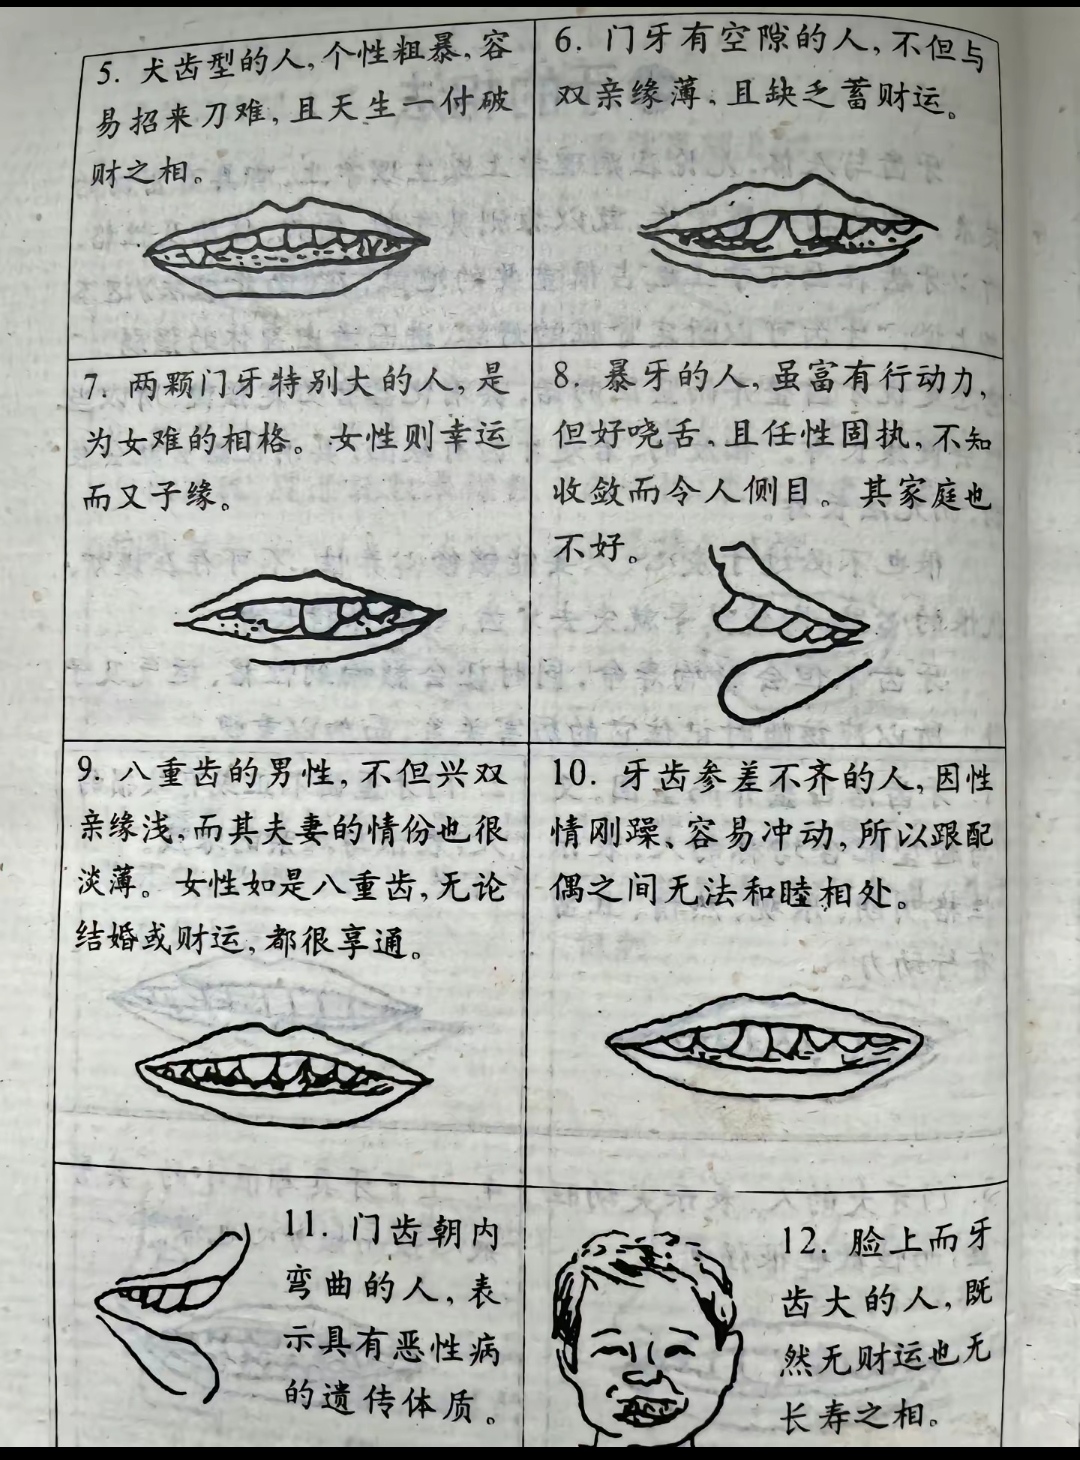 5. 犬齿型的人,个性粗暴,容
易招来刀难,且天生一付破
财之相。
6. 门牙有空隙的人,不但与
双亲缘薄、且缺乏蓄财运。
7. 两颗门牙特别大的人,是
为女难的相格。女性则幸运
而又子缘。
8. 暴牙的人,虽富有行动力,
但好哓舌、且任性固执,不知
收敛而令人侧目。其家庭也
不好。
9. 八重齿的男性,不但兴双
亲缘浅,而其夫妻的情份也很
淡薄。女性如是八重齿,无论
结婚或财运,都很享通。
10. 牙齿参差不齐的人,因性
情刚躁、容易冲动,所以跟配
偶之间无法和睦相处。
11. 门齿朝内
弯曲的人,表
示具有恶性病
的遗传体质。
12. 脸上而牙
齿大的人,既
然无财运也无
长寿之相。